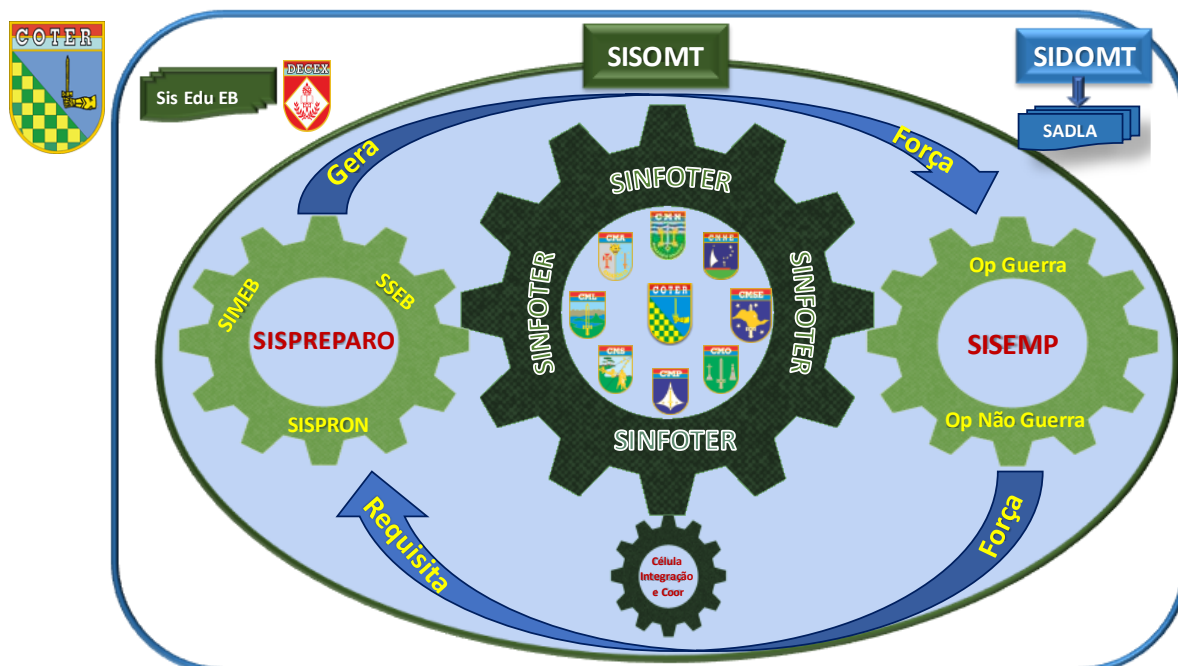 COTER
SISOMT
SIDOMT
Sis Edu EB
DECEX
SADLA
Gera
Força
SINFOTER
SINFOTER
SINFOTER
SINFOTER
CMN
CMA
CMNE
CML
COTER
CMSE
CMS
CMO
CMP
SIMEB
SSEB
SISPREPARO
SISPRON
Op Guerra
SISEMP
Op Não Guerra
Requisita
Força
Célula
Integração
e Coor